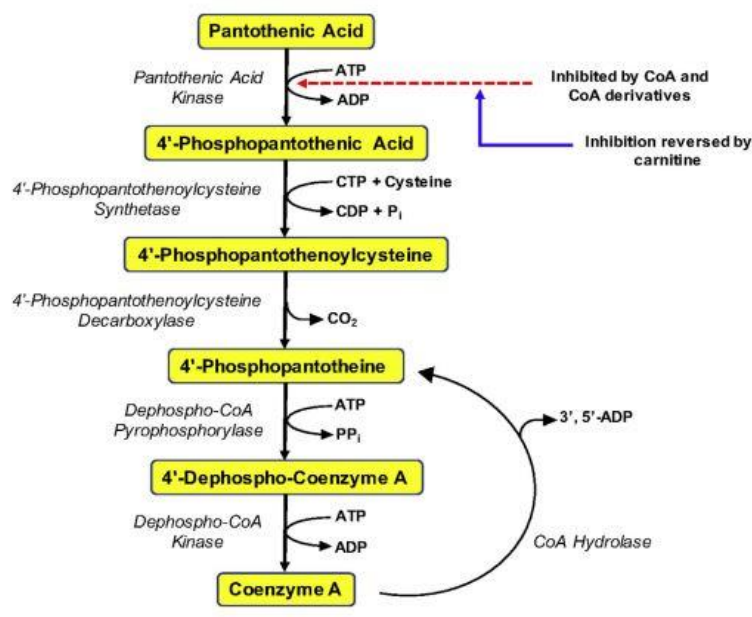 Pantothenic Acid
Pantothenic Acid
Kinase
ATP
ADP
Inhibited by CoA and
CoA derivatives
Inhibition reversed by
carnitine
4'-Phosphopantothenic Acid
4'-Phosphopantothenoylcysteine
Synthetase
CTP + Cysteine
CDP + Pi
4'-Phosphopantothenoylcysteine
4'-Phosphopantothenoylcysteine
Decarboxylase
CO2
4'-Phosphopantotheine
Dephospho-CoA
Pyrophosphorylase
ATP
PPi
3', 5'-ADP
4'-Dephospho-Coenzyme A
Dephospho-CoA
Kinase
ATP
ADP
CoA Hydrolase
Coenzyme A